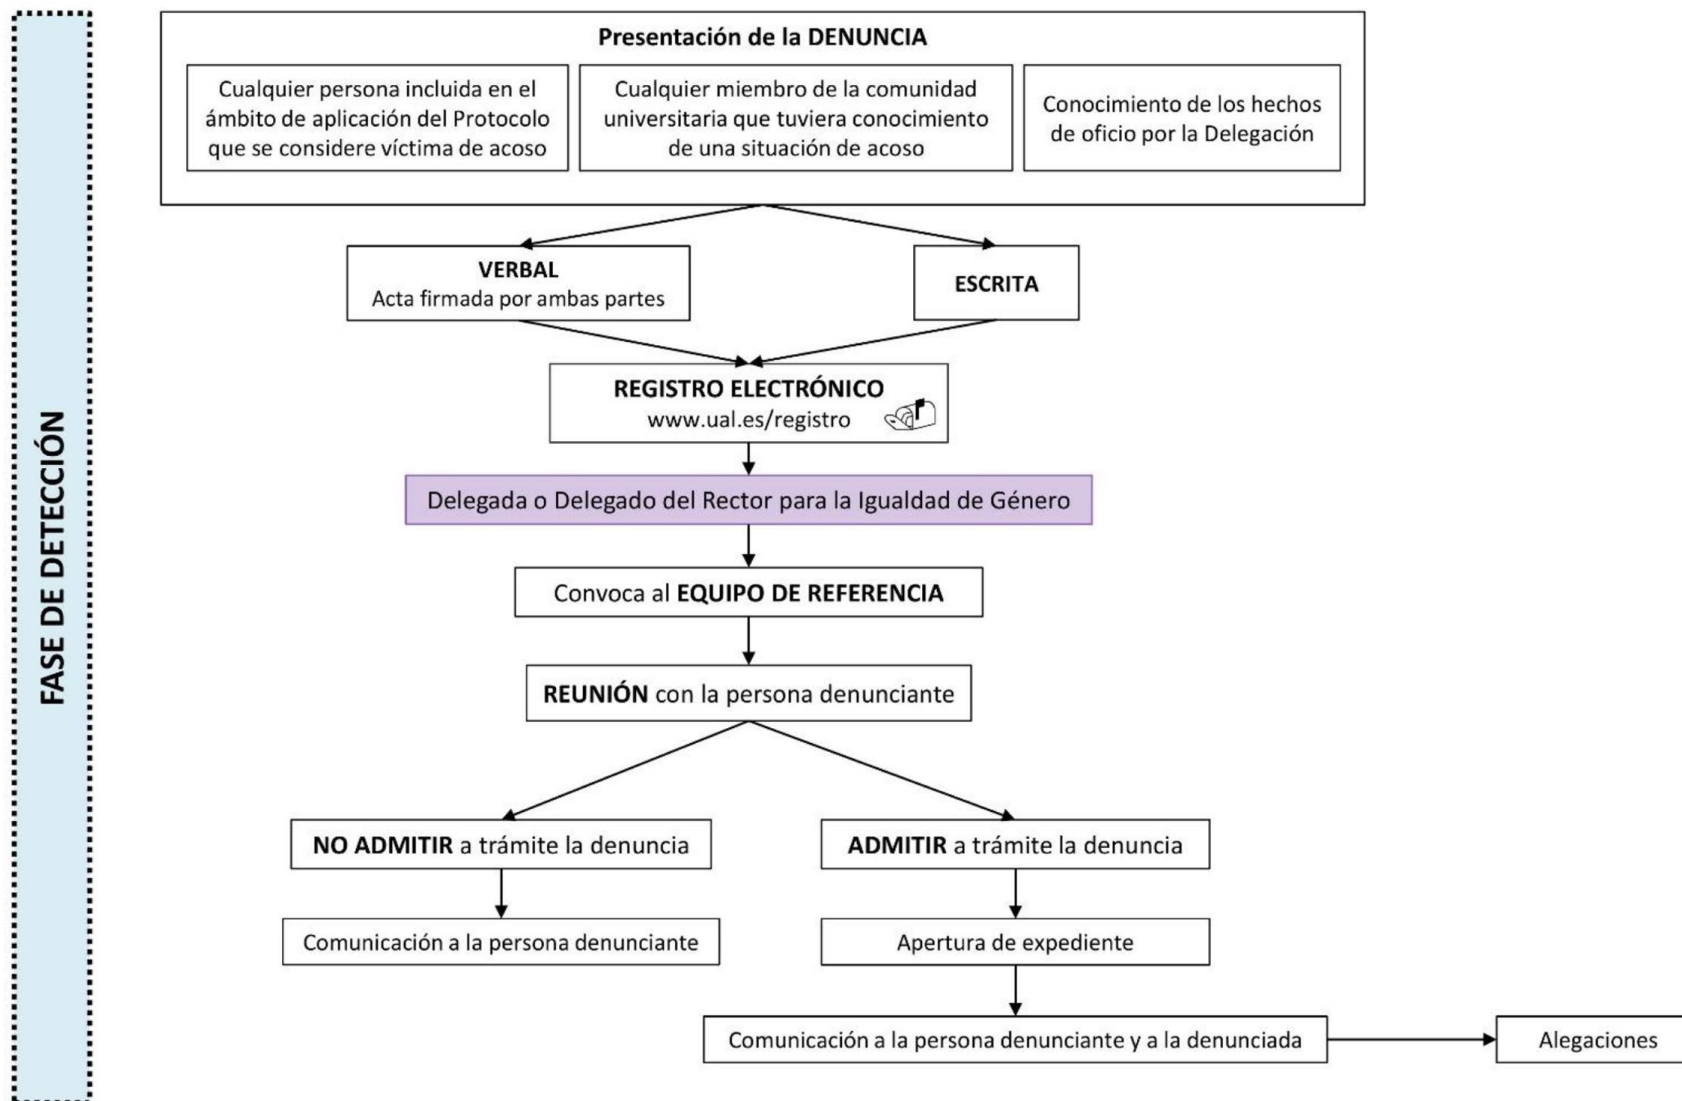 FASE DE DETECCIÓN
Presentación de la DENUNCIA
Cualquier persona incluida en el
ámbito de aplicación del Protocolo
que se considere víctima de acoso
Cualquier miembro de la comunidad
universitaria que tuviera conocimiento
de una situación de acoso
Conocimiento de los hechos
de oficio por la Delegación
VERBAL
Acta firmada por ambas partes
ESCRITA
REGISTRO ELECTRÓNICO
www.ual.es/registro
Delegada o Delegado del Rector para la Igualdad de Género
Convoca al EQUIPO DE REFERENCIA
REUNIÓN con la persona denunciante
NO ADMITIR a trámite la denuncia
ADMITIR a trámite la denuncia
Comunicación a la persona denunciante
Apertura de expediente
Comunicación a la persona denunciante y a la denunciada
Alegaciones